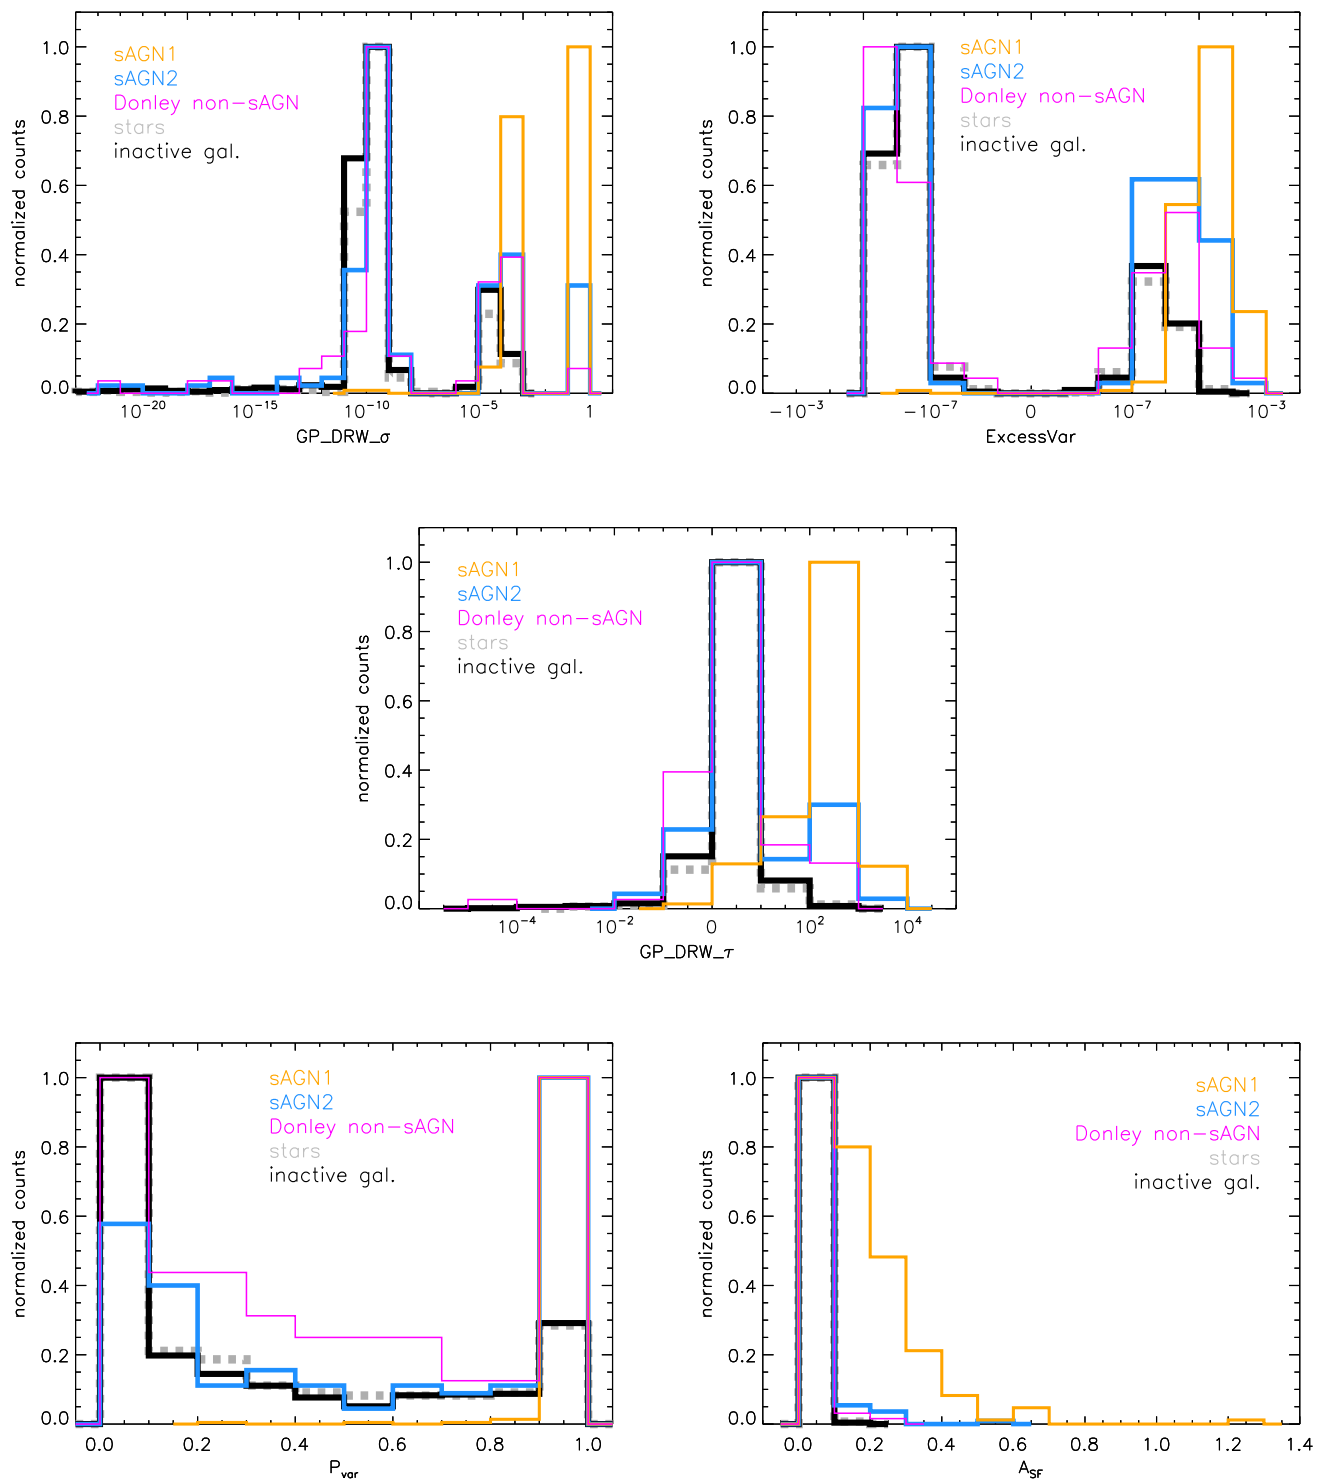 sAGN1
sAGN2
Donley non-sAGN
stars
inactive gal.
normalized counts
1.0
0.8
0.6
0.4
0.2
0.0
10^-20 10^-15 10^-10 10^-5 1
GP_DRW_σ
sAGN1
sAGN2
Donley non-sAGN
stars
inactive gal.
normalized counts
1.0
0.8
0.6
0.4
0.2
0.0
-10^-3 -10^-7 0 10^-7 10^-3
ExcessVar
sAGN1
sAGN2
Donley non-sAGN
stars
inactive gal.
normalized counts
1.0
0.8
0.6
0.4
0.2
0.0
10^-4 10^-2 0 10^2 10^4
GP_DRW_τ
sAGN1
sAGN2
Donley non-sAGN
stars
inactive gal.
normalized counts
1.0
0.8
0.6
0.4
0.2
0.0
0.0 0.2 0.4 0.6 0.8 1.0
P_var
sAGN1
sAGN2
Donley non-sAGN
stars
inactive gal.
normalized counts
1.0
0.8
0.6
0.4
0.2
0.0
0.0 0.2 0.4 0.6 0.8 1.0 1.2 1.4
A_SF